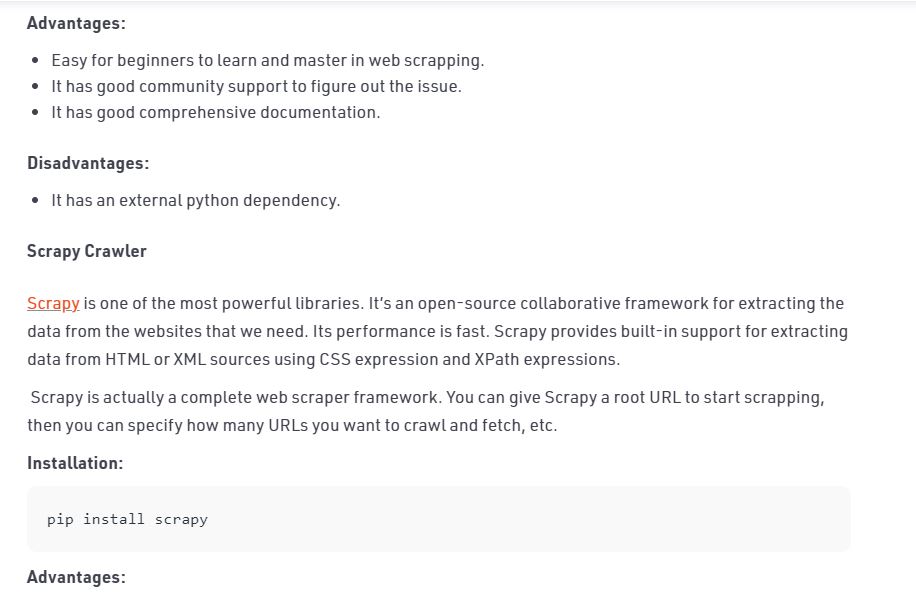 Advantages:
Easy for beginners to learn and master in web scrapping.
It has good community support to figure out the issue.
It has good comprehensive documentation.
Disadvantages:
It has an external python dependency.
Scrapy Crawler
Scrapy is one of the most powerful libraries. It’s an open-source collaborative framework for extracting the
data from the websites that we need. Its performance is fast. Scrapy provides built-in support for extracting
data from HTML or XML sources using CSS expression and XPath expressions.
Scrapy is actually a complete web scraper framework. You can give Scrapy a root URL to start scrapping,
then you can specify how many URLs you want to crawl and fetch, etc.
Installation:
pip install scrapy
Advantages: